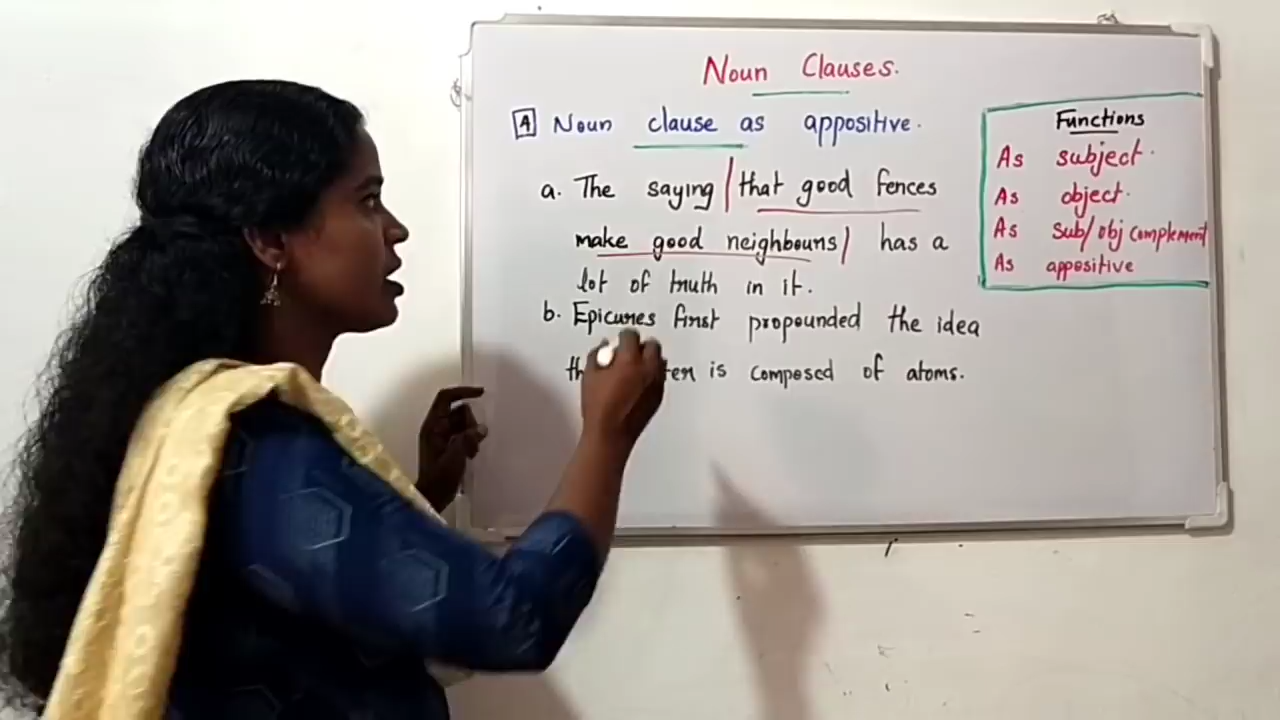 Noun Clauses.
A Noun clause as appositive.
a. The saying | that good fences
make good neighbours | has a
lot of truth in it.
b. Epicures first propounded the idea
is composed of atoms.
Functions
As subject.
As object.
As sub/obj complement
As appositive